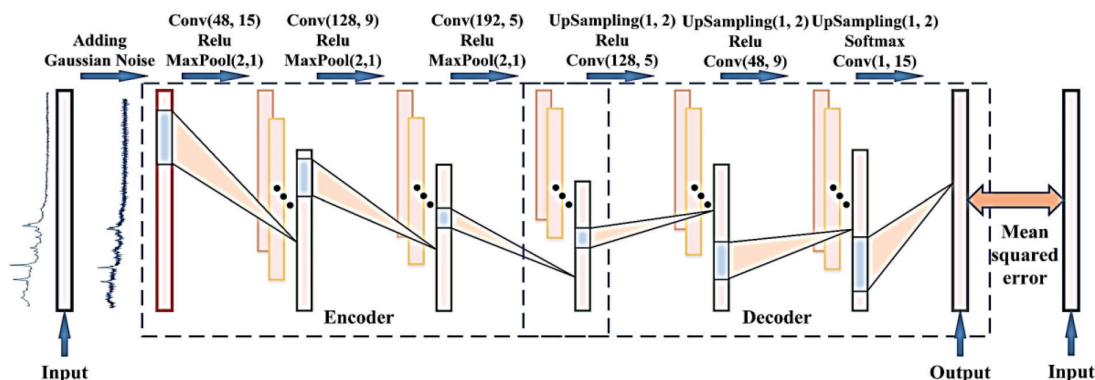 Adding
Gaussian Noise
Conv(48, 15)
Relu
MaxPool(2,1)
Conv(128, 9)
Relu
MaxPool(2,1)
Conv(192, 5)
Relu
MaxPool(2,1)
UpSampling(1, 2)
Relu
Conv(128, 5)
UpSampling(1, 2)
Relu
Conv(48, 9)
UpSampling(1, 2)
Softmax
Conv(1, 15)
Mean
squared
error
Encoder
Decoder
Input
Output
Input